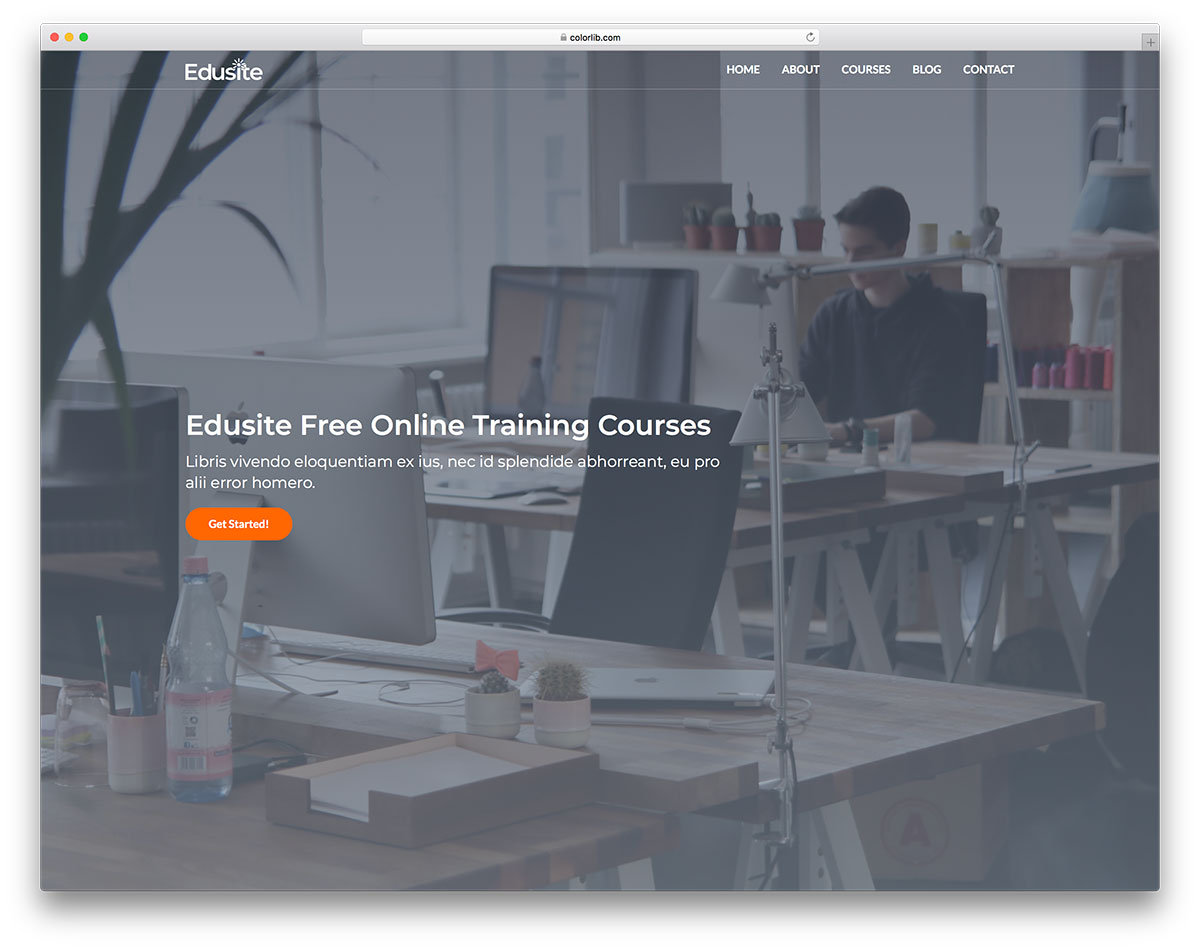 colorlib.com
Edusite
HOME ABOUT COURSES BLOG CONTACT
Edusite Free Online Training Courses
Libris vivendo eloquentiam ex ius, nec id splendide abhorreant, eu pro
alii error homero.
Get Started!
A